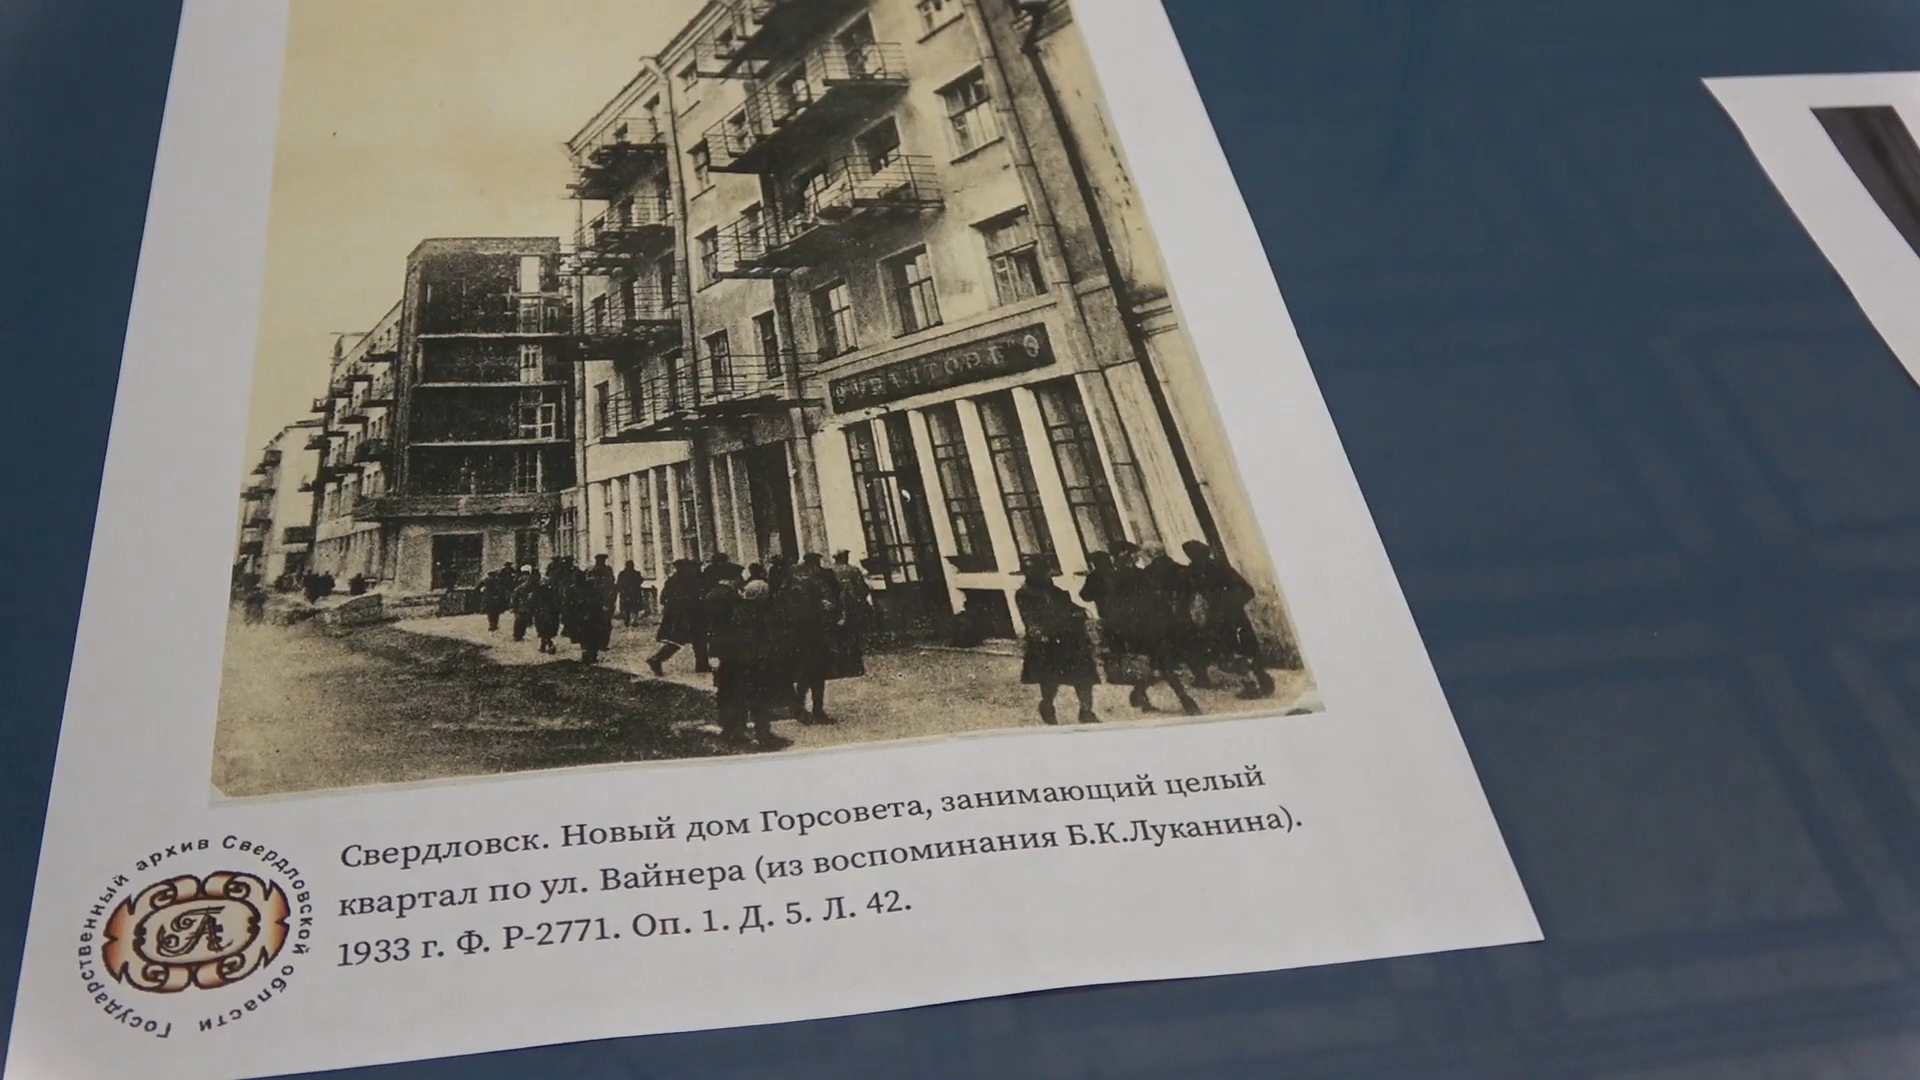 „УРАЛТОРГ"
Свердловск. Новый дом Горсовета, занимающий целый
квартал по ул. Вайнера (из воспоминания Б.К.Луканина).
1933 г. Ф. Р-2771. Оп. 1. Д. 5. Л. 42.
Государственный архив Свердловской области